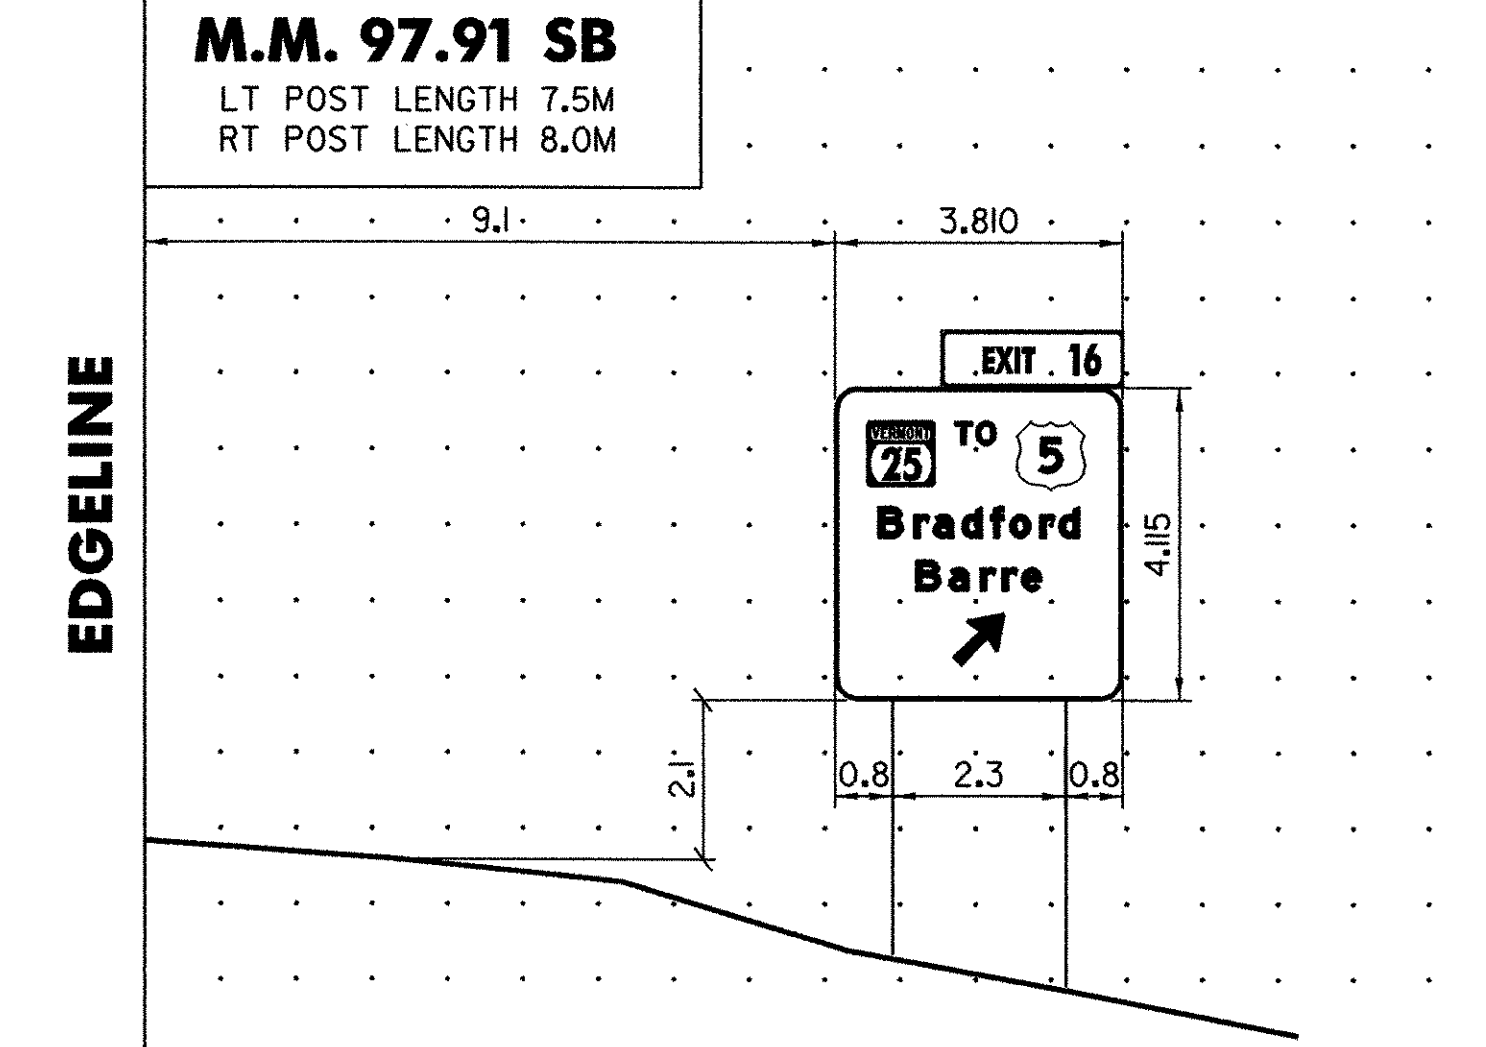 M.M. 97.91 SB
LT POST LENGTH 7.5M
RT POST LENGTH 8.0M
9.1
3.810
EDGELINE
EXIT 16
VERMONT
25
TO
5
Bradford
Barre
4.115
2.1
0.8
2.3
0.8